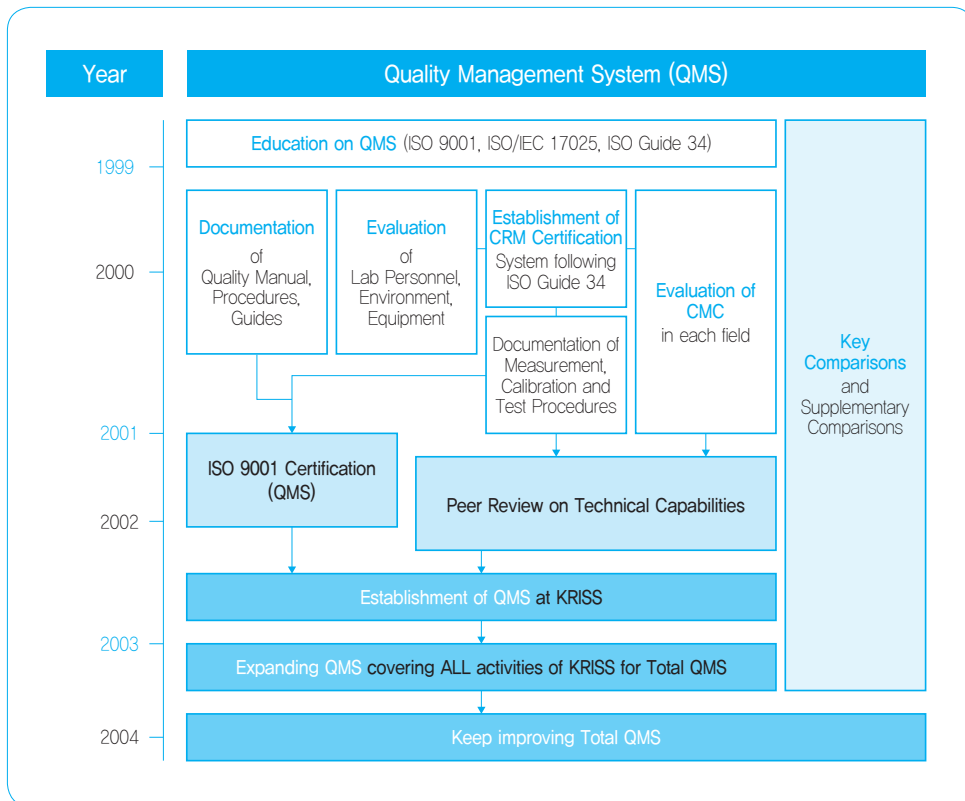 Year
Quality Management System (QMS)
Education on QMS (ISO 9001, ISO/IEC 17025, ISO Guide 34)
1999
Documentation
of
Quality Manual,
Procedures,
Guides
Evaluation
of
Lab Personnel,
Environment,
Equipment
Establishment of
CRM Certification
System following
ISO Guide 34
Evaluation of
CMC
in each field
2000
Documentation of
Measurement,
Calibration and
Test Procedures
Key
Comparisons
and
Supplementary
Comparisons
2001
ISO 9001 Certification
(QMS)
Peer Review on Technical Capabilities
2002
Establishment of QMS at KRISS
2003
Expanding QMS covering ALL activities of KRISS for Total QMS
2004
Keep improving Total QMS